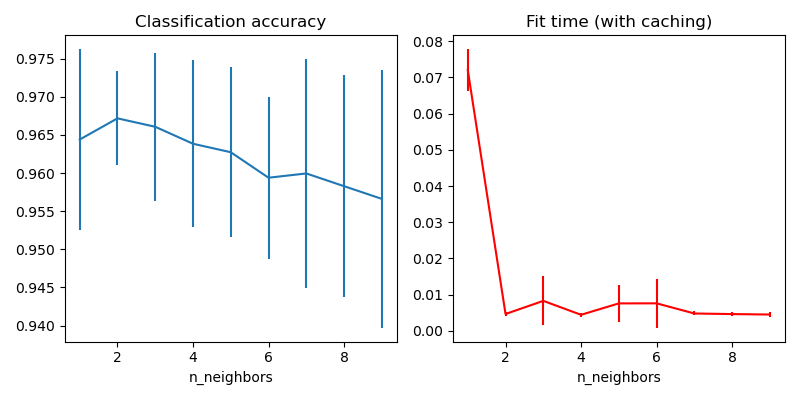 Classification accuracy
0.975
0.970
0.965
0.960
0.955
0.950
0.945
0.940
2 4 6 8
n_neighbors
Fit time (with caching)
0.08
0.07
0.06
0.05
0.04
0.03
0.02
0.01
0.00
2 4 6 8
n_neighbors